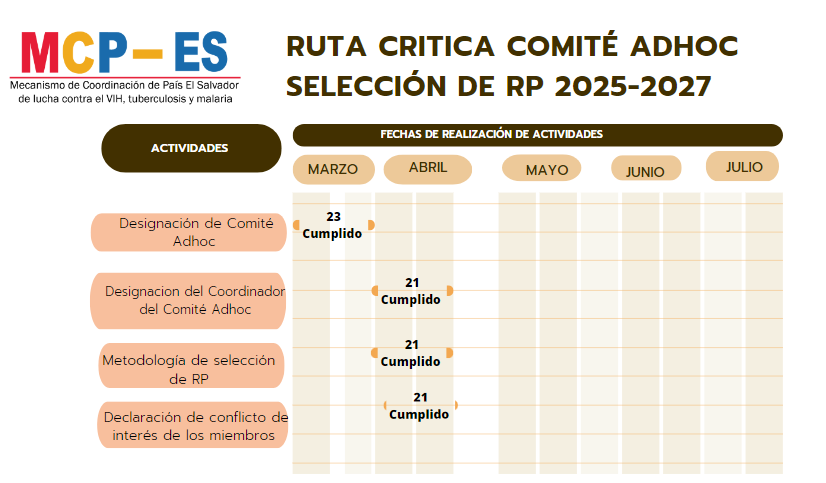 MCP-ES
Mecanismo de Coordinación de País El Salvador
de lucha contra el VIH, tuberculosis y malaria
RUTA CRITICA COMITÉ ADHOC
SELECCIÓN DE RP 2025-2027
ACTIVIDADES
FECHAS DE REALIZACIÓN DE ACTIVIDADES
MARZO
ABRIL
MAYO
JUNIO
JULIO
Designación de Comité
Adhoc
23
Cumplido
Designacion del Coordinador
del Comité Adhoc
21
Cumplido
Metodología de selección
de RP
21
Cumplido
Declaración de conflicto de
interés de los miembros
21
Cumplido